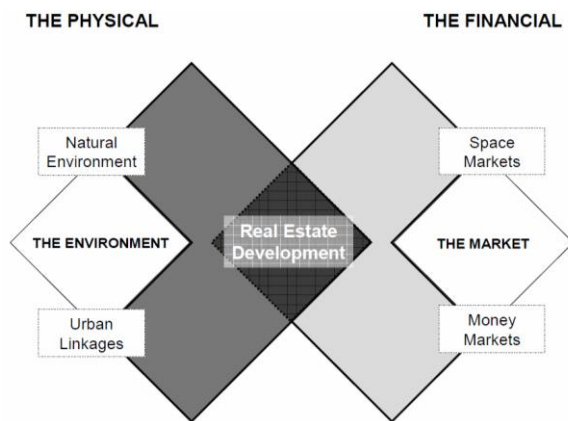 THE PHYSICAL
THE FINANCIAL
Natural
Environment
Space
Markets
THE ENVIRONMENT
Real Estate
Development
THE MARKET
Urban
Linkages
Money
Markets